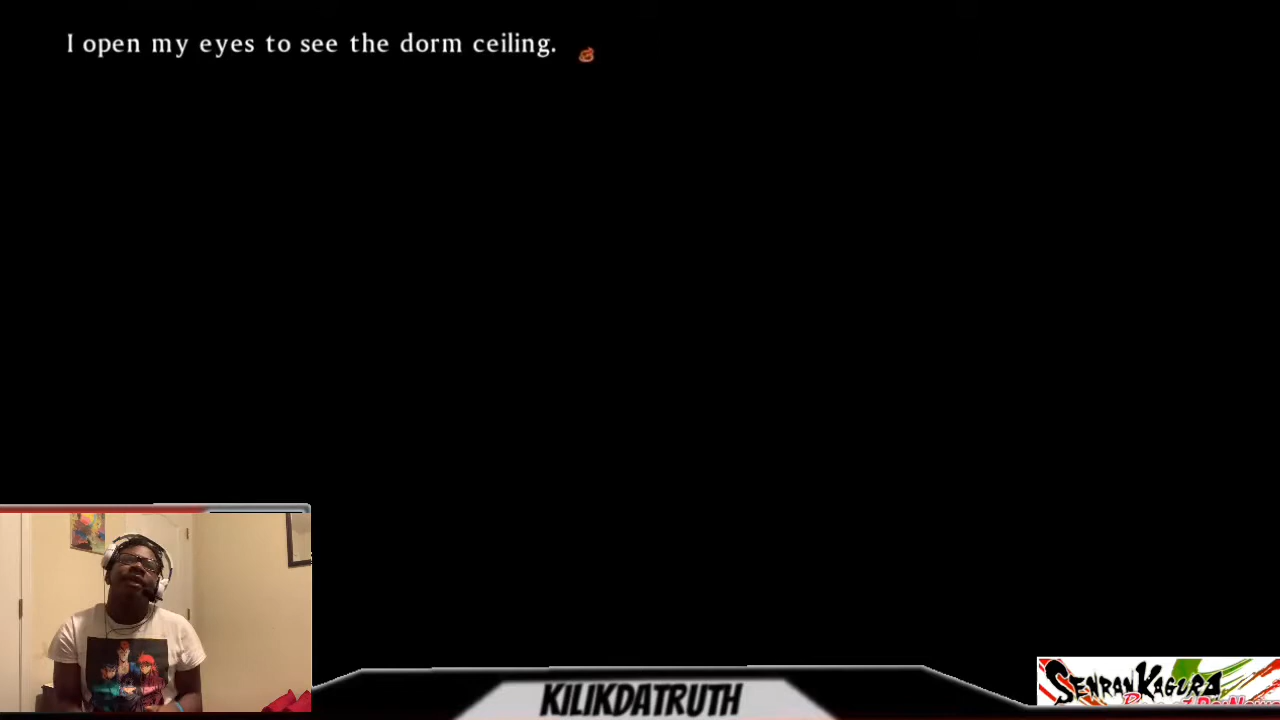 I open my eyes to see the dorm ceiling.
KILIKDATRUTH
SENRAN KAGURA